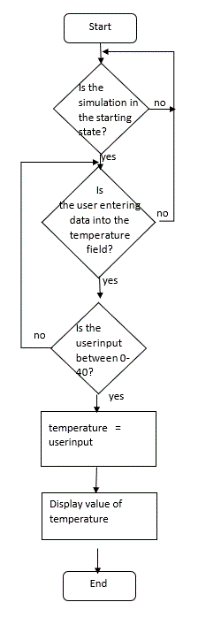 Start
Is the
simulation in
the starting
state?
no
yes
Is
the user entering
data into the
temperature
field?
no
yes
Is the
userinput
between 0-
40?
no
yes
temperature =
userinput
Display value of
temperature
End